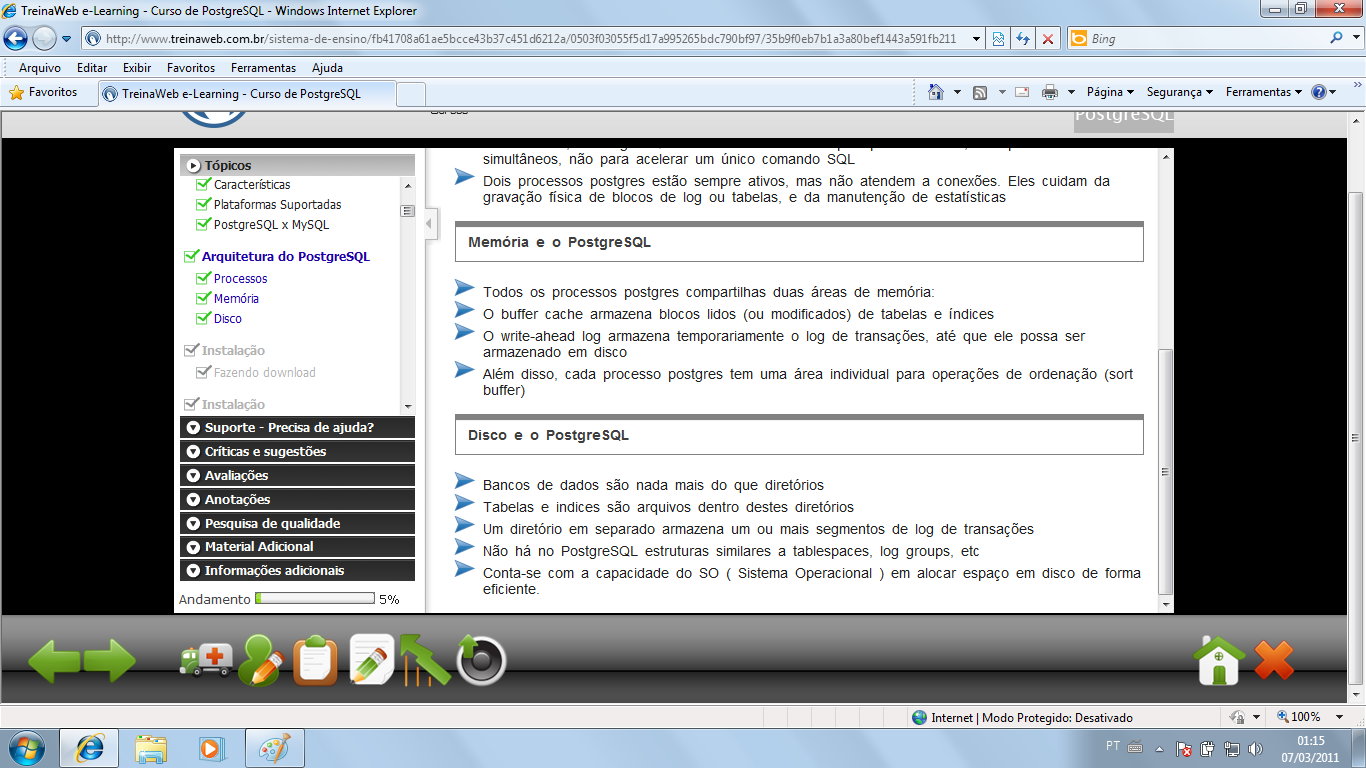 TreinaWeb e-Learning - Curso de PostgreSQL - Windows Internet Explorer
http://www.treinaweb.com.br/sistema-de-ensino/fb41708a61ae5bcce43b37c451d6212a/0503f03055f5d17a995265bcd790bf97/35b9f0eb7b1a3a80bef1443a591fb211
Bing
Arquivo Editar Exibir Favoritos Ferramentas Ajuda
Favoritos
TreinaWeb e-Learning - Curso de PostgreSQL
Página Segurança Ferramentas
PostgreSQL
Tópicos
Características
Plataformas Suportadas
PostgreSQL x MySQL
Arquitetura do PostgreSQL
Processos
Memória
Disco
Instalação
Fazendo download
Instalação
Suporte - Precisa de ajuda?
Críticas e sugestões
Avaliações
Anotações
Pesquisa de qualidade
Material Adicional
Informações adicionais
Andamento 5%
simultâneos, não para acelerar um único comando SQL
Dois processos postgres estão sempre ativos, mas não atendem a conexões. Eles cuidam da
gravação física de blocos de log ou tabelas, e da manutenção de estatísticas
Memória e o PostgreSQL
Todos os processos postgres compartilhas duas áreas de memória:
O buffer cache armazena blocos lidos (ou modificados) de tabelas e índices
O write-ahead log armazena temporariamente o log de transações, até que ele possa ser
armazenado em disco
Além disso, cada processo postgres tem uma área individual para operações de ordenação (sort
buffer)
Disco e o PostgreSQL
Bancos de dados são nada mais do que diretórios
Tabelas e indices são arquivos dentro destes diretórios
Um diretório em separado armazena um ou mais segmentos de log de transações
Não há no PostgreSQL estruturas similares a tablespaces, log groups, etc
Conta-se com a capacidade do SO ( Sistema Operacional ) em alocar espaço em disco de forma
eficiente.
Internet | Modo Protegido: Desativado
100%
PT
01:15
07/03/2011